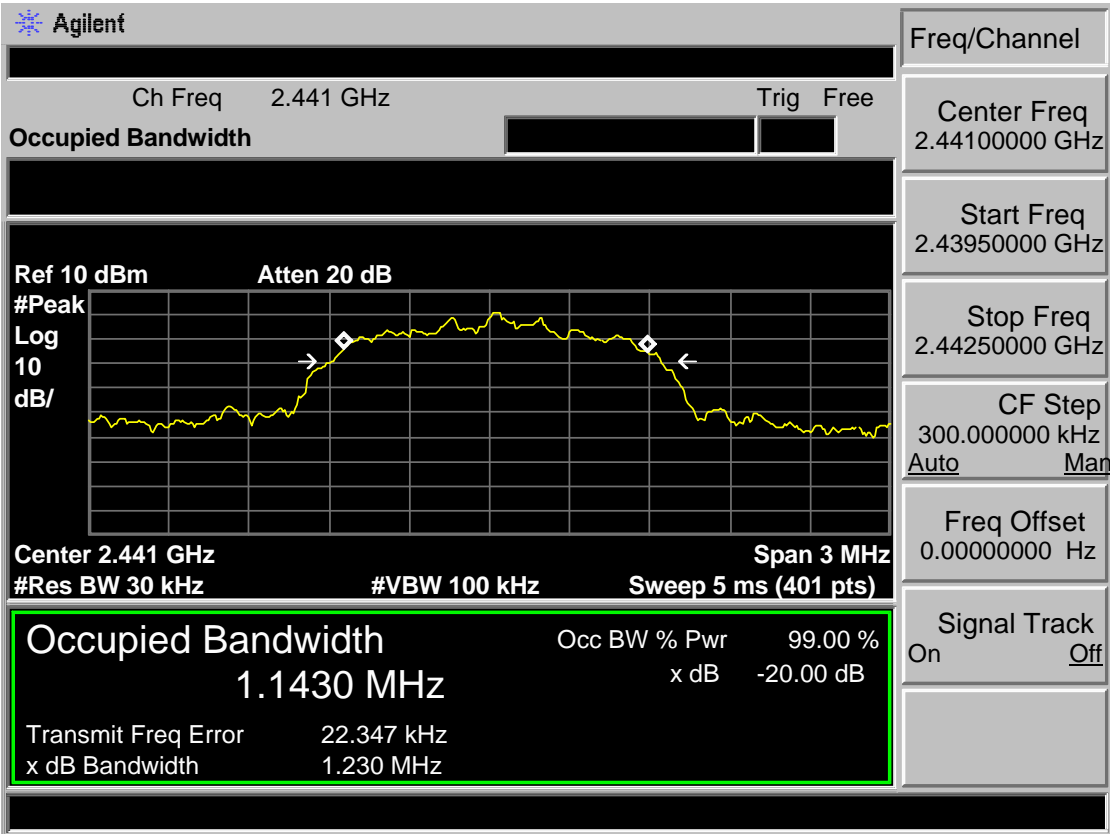 Agilent
Freq/Channel
Ch Freq 2.441 GHz Trig Free
Occupied Bandwidth
Center Freq
2.44100000 GHz
Start Freq
2.43950000 GHz
Stop Freq
2.44250000 GHz
CF Step
300.000000 kHz
Auto Man
Freq Offset
0.00000000 Hz
Signal Track
On Off
Ref 10 dBm Atten 20 dB
#Peak
Log
10
dB/
Center 2.441 GHz Span 3 MHz
#Res BW 30 kHz #VBW 100 kHz Sweep 5 ms (401 pts)
Occupied Bandwidth
1.1430 MHz
Occ BW % Pwr 99.00 %
x dB -20.00 dB
Transmit Freq Error 22.347 kHz
x dB Bandwidth 1.230 MHz